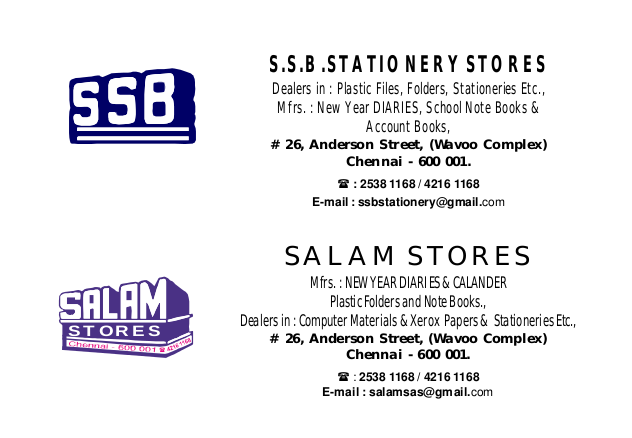 SSB
S.S.B.STATIONERY STORES
Dealers in : Plastic Files, Folders, Stationeries Etc.,
Mfrs. : New Year DIARIES, School Note Books &
Account Books,
# 26, Anderson Street, (Wavoo Complex)
Chennai - 600 001.
☎ : 2538 1168 / 4216 1168
E-mail : ssbstationery@gmail.com
SALAM
STORES
Chennai - 600 001 ☎ 4216 1168
SALAM STORES
Mfrs. : NEW YEAR DIARIES & CALANDER
Plastic Folders and Note Books.,
Dealers in : Computer Materials & Xerox Papers & Stationeries Etc.,
# 26, Anderson Street, (Wavoo Complex)
Chennai - 600 001.
☎ : 2538 1168 / 4216 1168
E-mail : salamsas@gmail.com